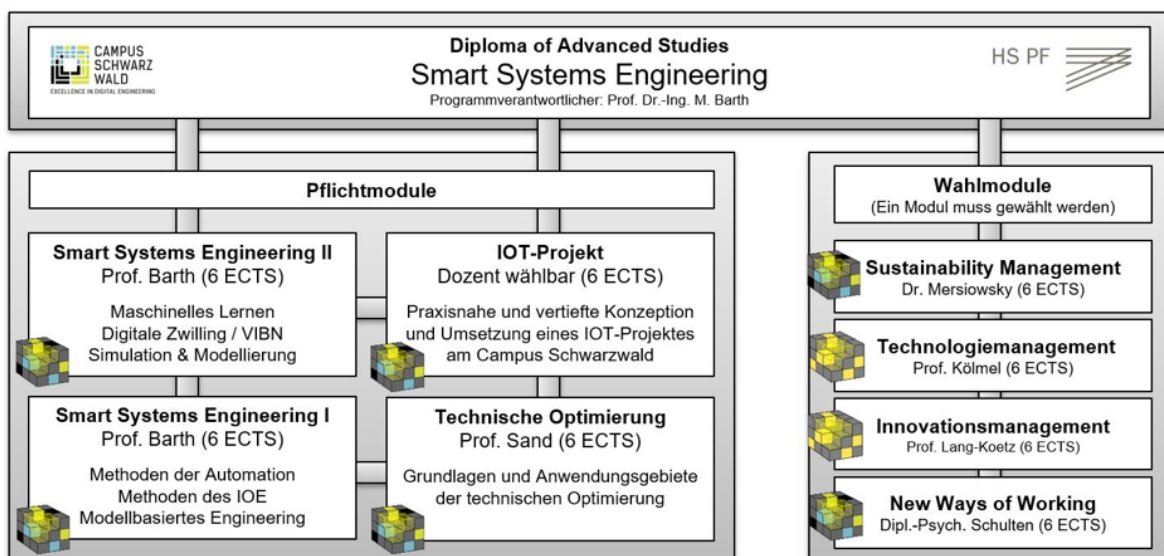 CAMPUS
SCHWARZ
WALD
EXCELLENCE IN DIGITAL ENGINEERING
Diploma of Advanced Studies
Smart Systems Engineering
Programmverantwortlicher: Prof. Dr.-Ing. M. Barth
HS PF
Pflichtmodule
Smart Systems Engineering II
Prof. Barth (6 ECTS)
Maschinelles Lernen
Digitale Zwilling / VIBN
Simulation & Modellierung
IOT-Projekt
Dozent wählbar (6 ECTS)
Praxisnahe und vertiefte Konzeption
und Umsetzung eines IOT-Projektes
am Campus Schwarzwald
Smart Systems Engineering I
Prof. Barth (6 ECTS)
Methoden der Automation
Methoden des IOE
Modellbasiertes Engineering
Technische Optimierung
Prof. Sand (6 ECTS)
Grundlagen und Anwendungsgebiete
der technischen Optimierung
Wahlmodule
(Ein Modul muss gewählt werden)
Sustainability Management
Dr. Mersiowsky (6 ECTS)
Technologiemanagement
Prof. Kölmel (6 ECTS)
Innovationsmanagement
Prof. Lang-Koetz (6 ECTS)
New Ways of Working
Dipl.-Psych. Schulten (6 ECTS)